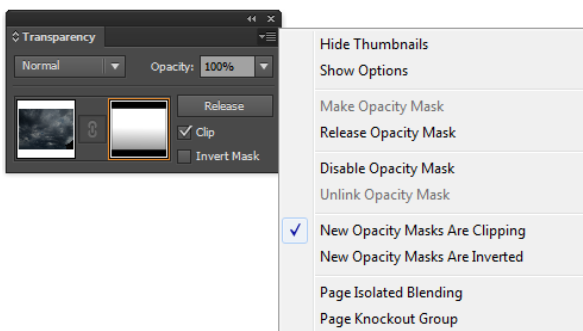 Transparency
Normal
Opacity: 100%
Release
Clip
Invert Mask
Hide Thumbnails
Show Options
Make Opacity Mask
Release Opacity Mask
Disable Opacity Mask
Unlink Opacity Mask
New Opacity Masks Are Clipping
New Opacity Masks Are Inverted
Page Isolated Blending
Page Knockout Group